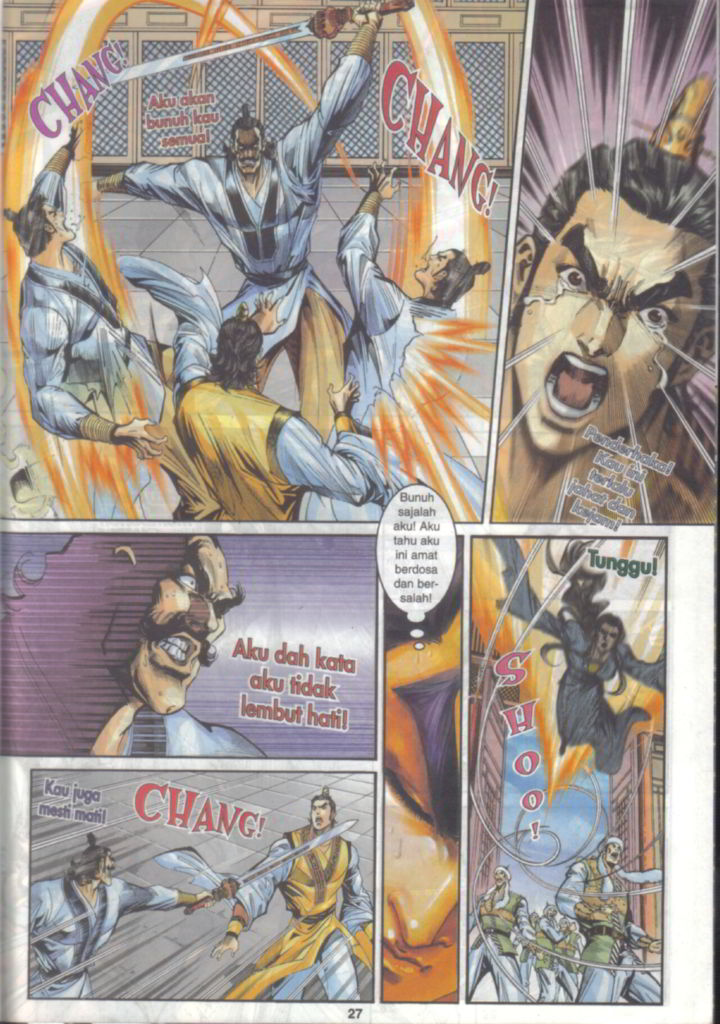 CHANG!
Aku akan
bunuh kau
semua!
CHANG!
Penderhaka!
Kau ini
terlalu
jahat dan
kejam!
Aku dah kata
aku tidak
lembut hati!
Bunuh
sajalah
aku! Aku
tahu aku
ini amat
berdosa
dan ber-
salah!
Tunggu!
SHOO!
Kau juga
mesti mati!
CHANG!
27